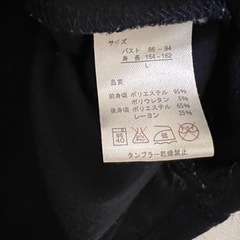 サイズ
バスト 86-94
身長 154-162
L
品質
前身頃 ポリエステル 95%
ポリウレタン 5%
後身頃 ポリエステル 65%
レーヨン 35%
40
タンブラー乾燥禁止